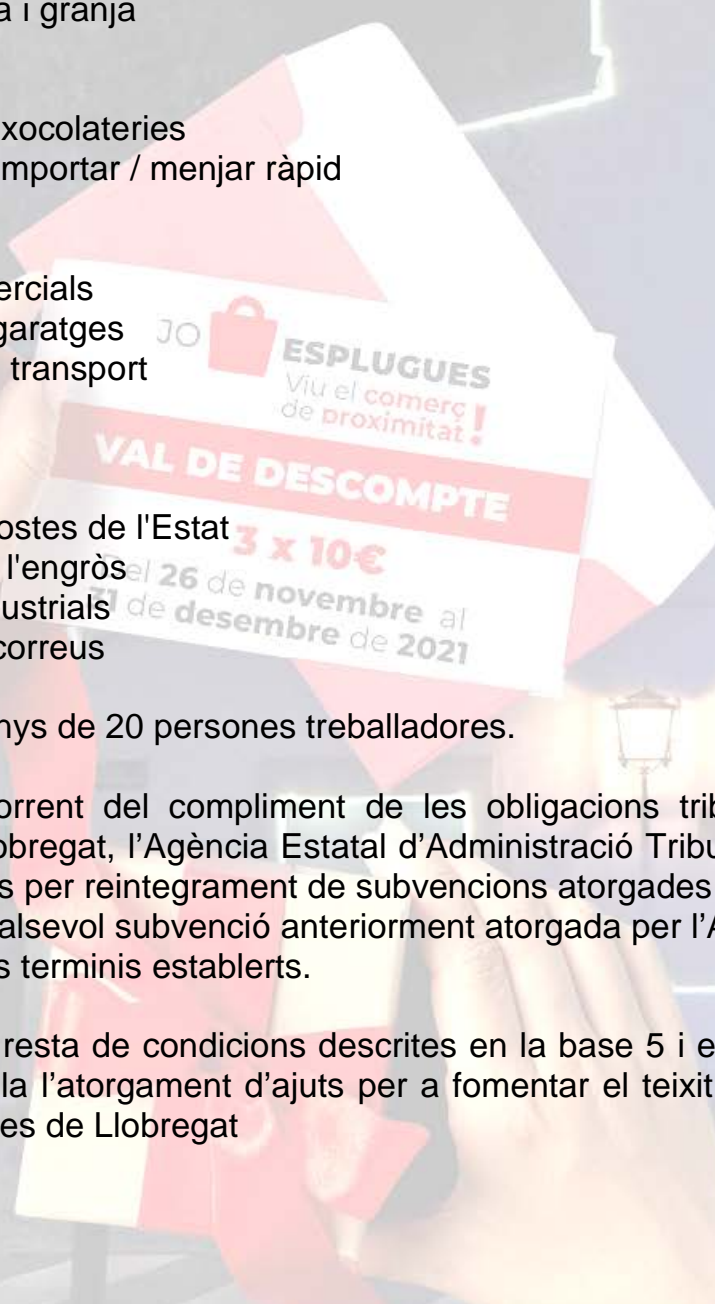 a i granja
xocolateries
mportar / menjar ràpid
ercials
garatges
transport
JO
ESPLUGUES
Viu el comerç
de proximitat!
VAL DE DESCOMPTE
3 x 10€
Del 26 de novembre al
31 de desembre de 2021
ostes de l'Estat
l'engròs
ustrials
correus
nys de 20 persones treballadores.
orrent del compliment de les obligacions trib
obregat, l’Agència Estatal d’Administració Tribu
s per reintegrament de subvencions atorgades
alsevol subvenció anteriorment atorgada per l’A
s terminis establerts.
resta de condicions descrites en la base 5 i e
la l’atorgament d’ajuts per a fomentar el teixit
es de Llobregat